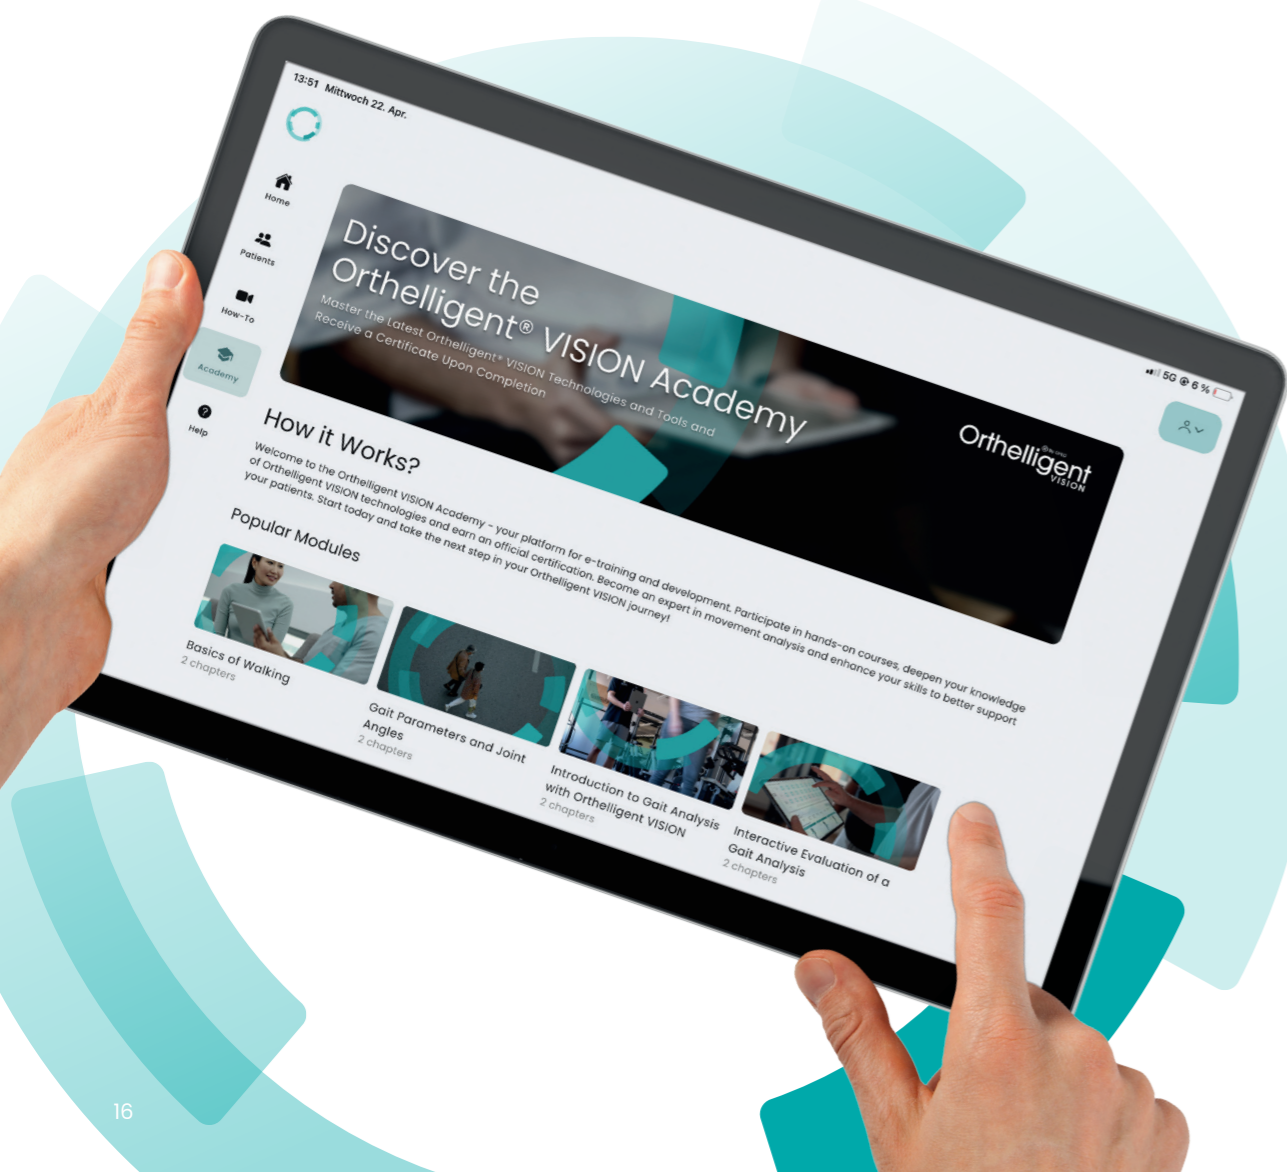 13:51 Mittwoch 22. Apr.
5G 6 %
Home
Patients
How-To
Academy
Help
Discover the
Orthelligent® VISION Academy
Master the Latest Orthelligent® VISION Technologies and Tools and
Receive a Certificate Upon Completion
Orthelligent
VISION
How it Works?
Welcome to the Orthelligent VISION Academy - your platform for e-training and development. Participate in hands-on courses, deepen your knowledge
of Orthelligent VISION technologies and earn an official certification. Become an expert in movement analysis and enhance your skills to better support
your patients. Start today and take the next step in your Orthelligent VISION journey!
Popular Modules
Basics of Walking
2 chapters
Gait Parameters and Joint
Angles
2 chapters
Introduction to Gait Analysis
with Orthelligent VISION
2 chapters
Interactive Evaluation of a
Gait Analysis
2 chapters
16